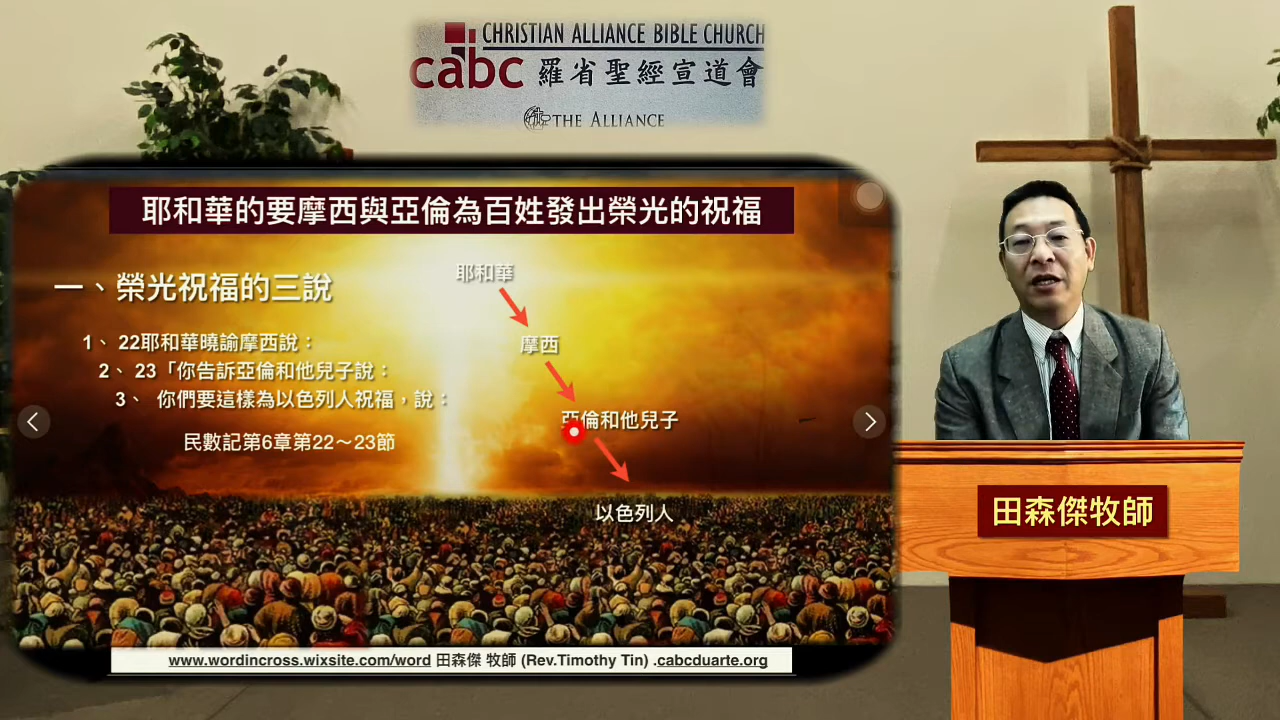 CHRISTIAN ALLIANCE BIBLE CHURCH
cabc 羅省聖經宣道會
THE ALLIANCE
耶和華的要摩西與亞倫為百姓發出榮光的祝福
一、榮光祝福的三說
1、 22耶和華曉諭摩西說：
2、 23「你告訴亞倫和他兒子說：
3、 你們要這樣為以色列人祝福，說：
民數記第6章第22～23節
耶和華
摩西
亞倫和他兒子
以色列人
田森傑牧師
www.wordincross.wixsite.com/word 田森傑 牧師 (Rev.Timothy Tin) .cabcduarte.org